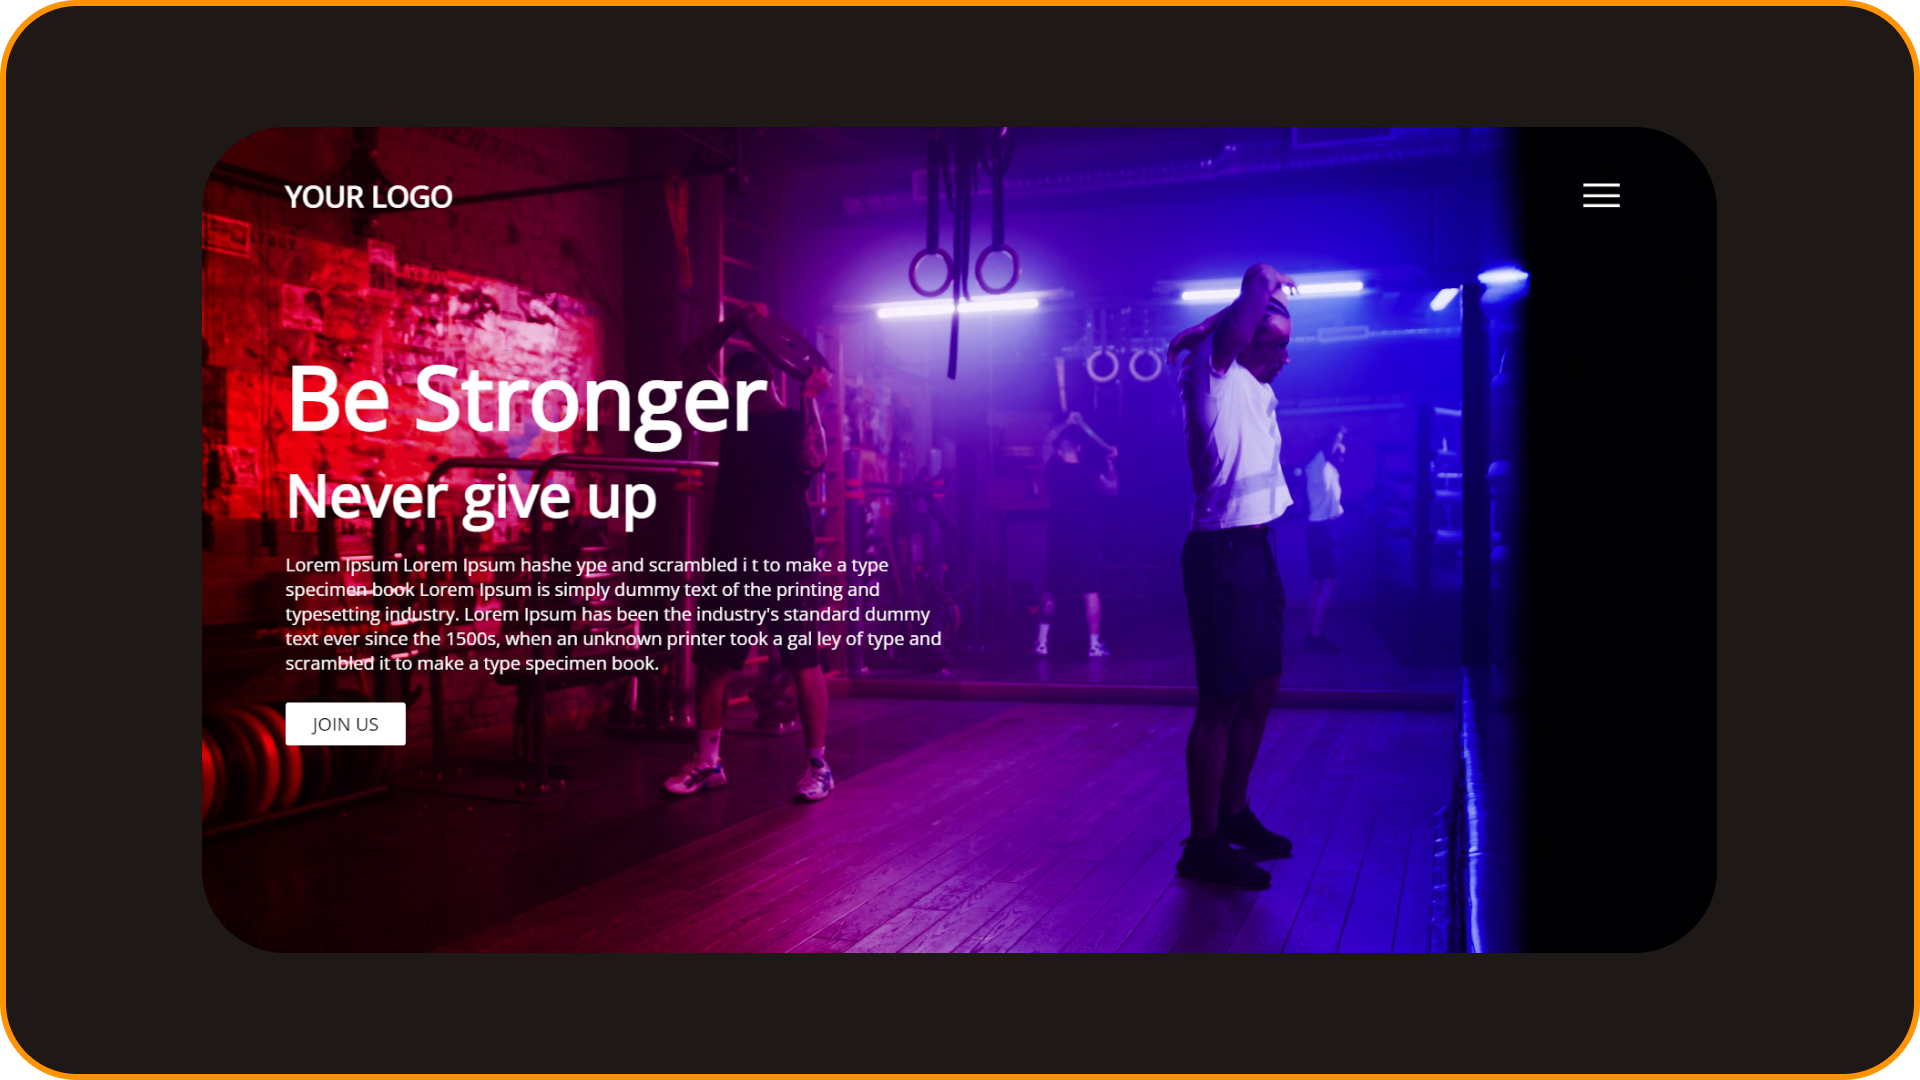 YOUR LOGO
Be Stronger
Never give up
Lorem Ipsum Lorem Ipsum hashe ype and scrambled i t to make a type
specimen book Lorem Ipsum is simply dummy text of the printing and
typesetting industry. Lorem Ipsum has been the industry's standard dummy
text ever since the 1500s, when an unknown printer took a gal ley of type and
scrambled it to make a type specimen book.
JOIN US